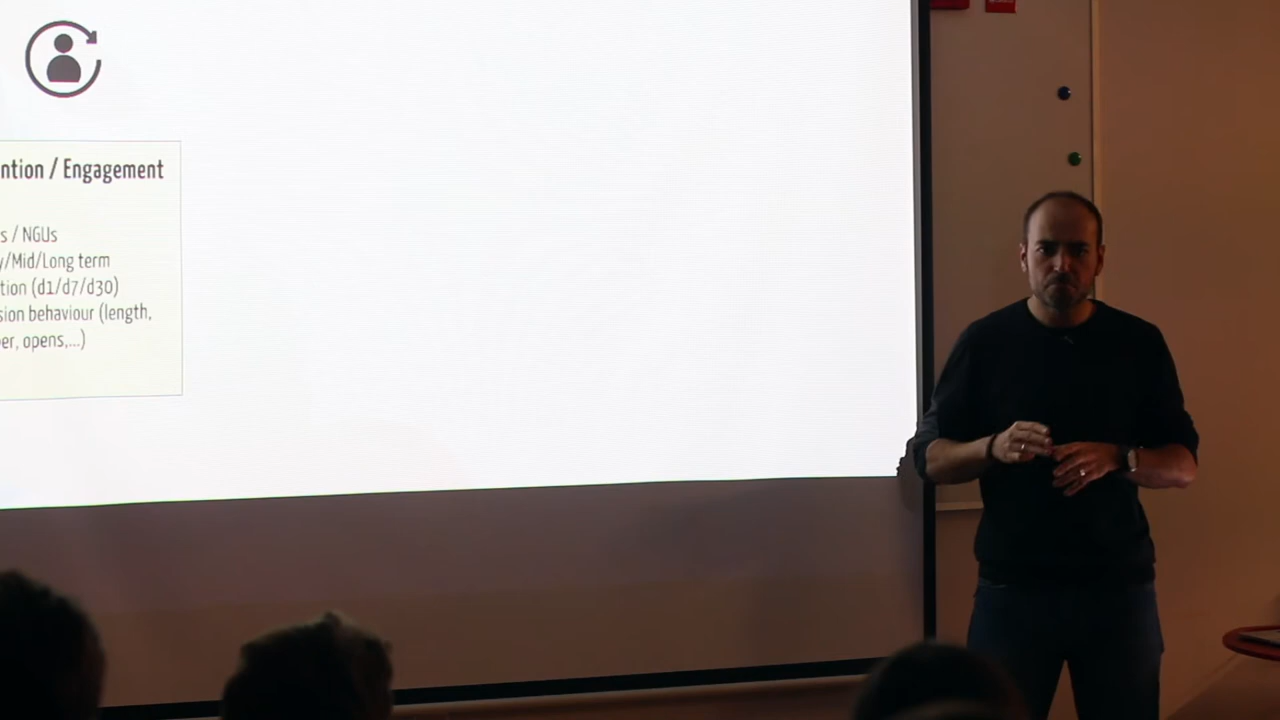 ntion / Engagement
s / NGUs
y/Mid/Long term
tion (d1/d7/d30)
sion behaviour (length,
er, opens,...)